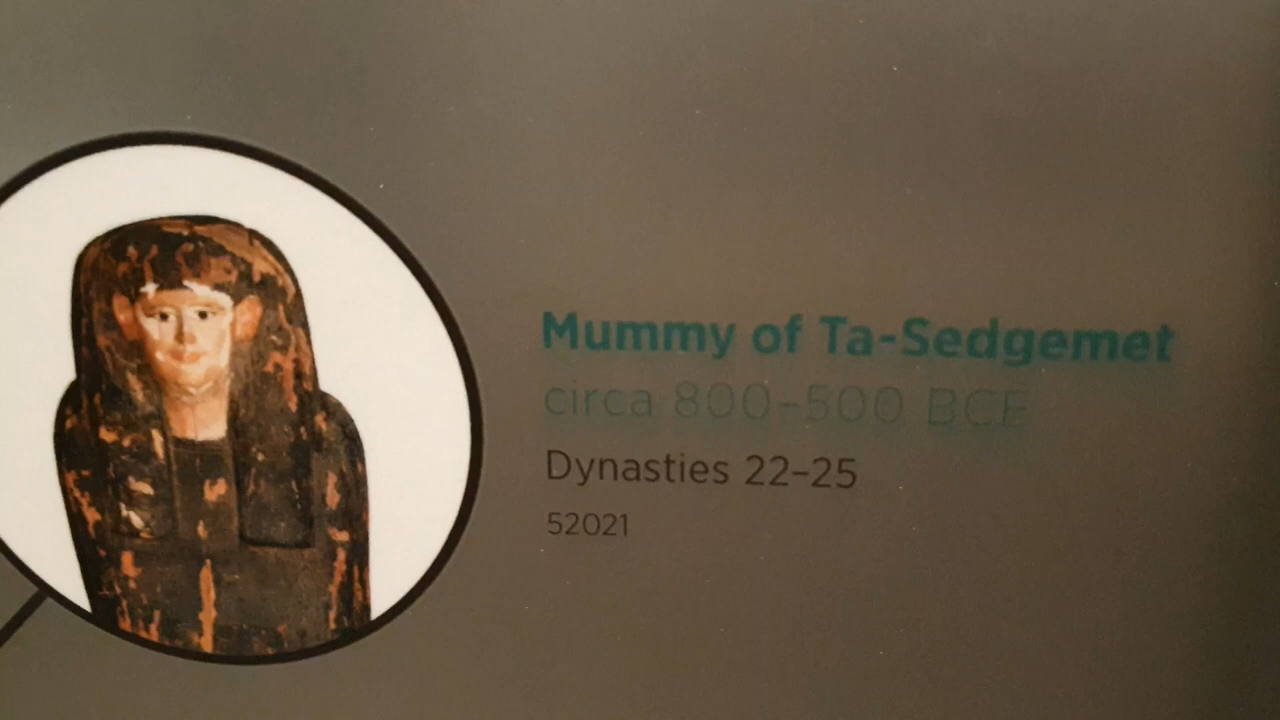 Mummy of Ta-Sedgemet
circa 800–500 BCE
Dynasties 22–25
52021